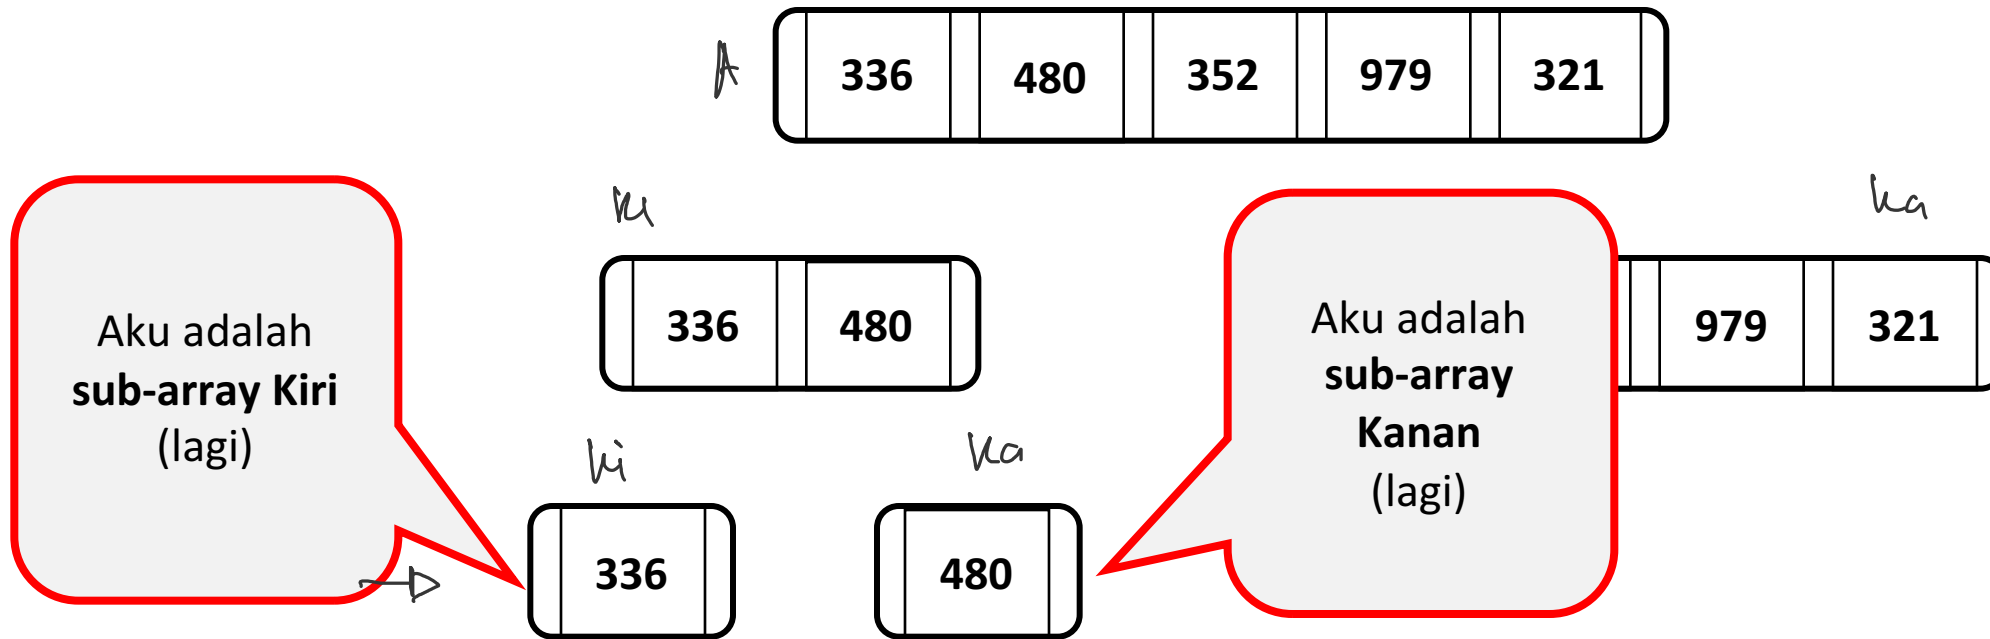 A
336 480 352 979 321
ki
ka
336 480
979 321
Aku adalah
sub-array Kiri
(lagi)
Aku adalah
sub-array
Kanan
(lagi)
ki
ka
336
480